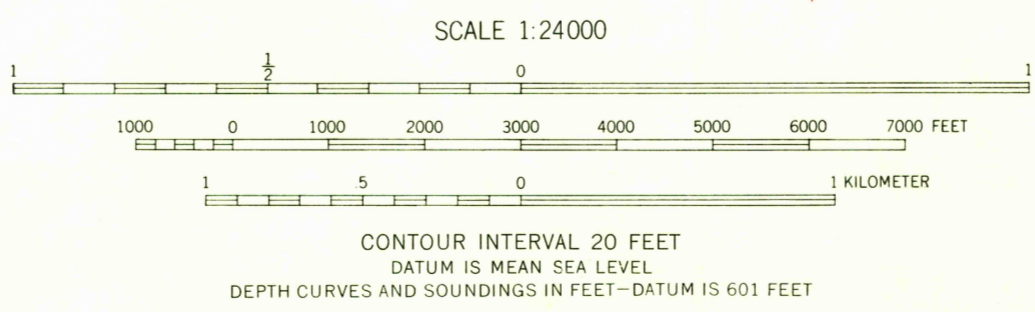 SCALE 1:24000
1 1/2 0 1
1000 0 1000 2000 3000 4000 5000 6000 7000 FEET
1 .5 0 1 KILOMETER
CONTOUR INTERVAL 20 FEET
DATUM IS MEAN SEA LEVEL
DEPTH CURVES AND SOUNDINGS IN FEET—DATUM IS 601 FEET